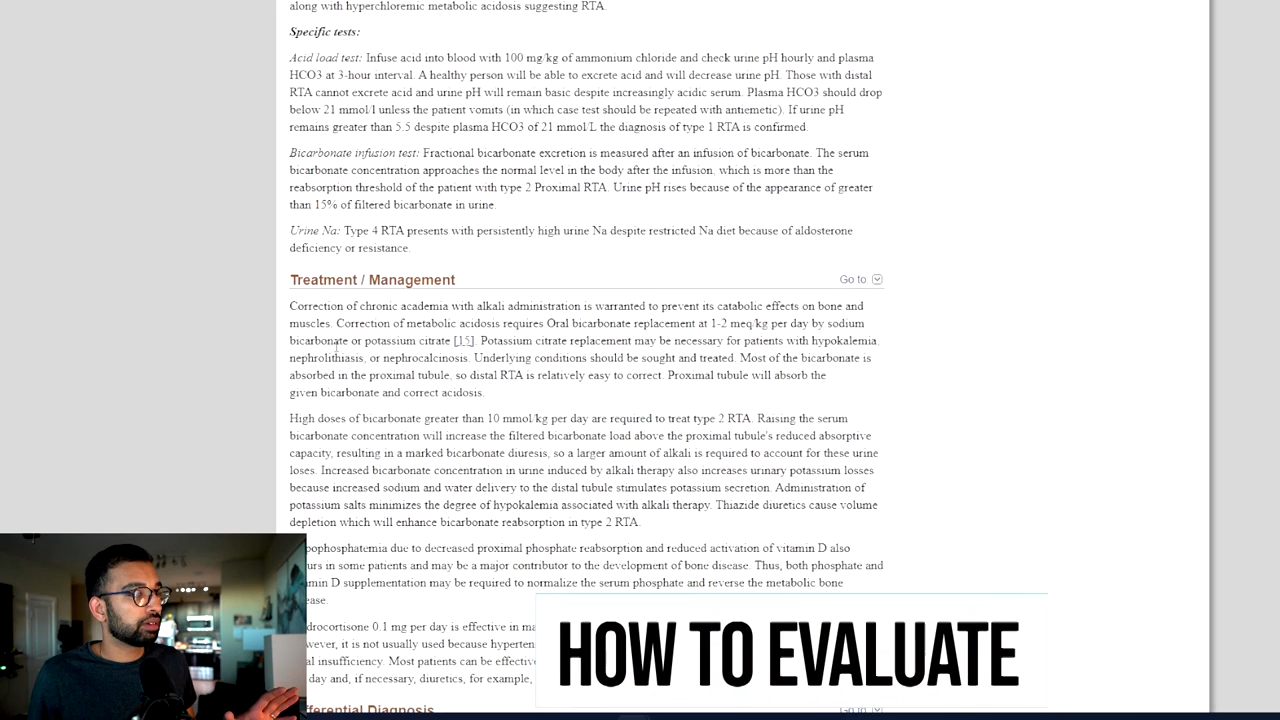 along with hyperchloremic metabolic acidosis suggesting RTA.
Specific tests:
Acid load test: Infuse acid into blood with 100 mg/kg of ammonium chloride and check urine pH hourly and plasma
HCO3 at 3-hour interval. A healthy person will be able to excrete acid and will decrease urine pH. Those with distal
RTA cannot excrete acid and urine pH will remain basic despite increasingly acidic serum. Plasma HCO3 should drop
below 21 mmol/l unless the patient vomits (in which case test should be repeated with antiemetic). If urine pH
remains greater than 5.5 despite plasma HCO3 of 21 mmol/L the diagnosis of type 1 RTA is confirmed.
Bicarbonate infusion test: Fractional bicarbonate excretion is measured after an infusion of bicarbonate. The serum
bicarbonate concentration approaches the normal level in the body after the infusion, which is more than the
reabsorption threshold of the patient with type 2 Proximal RTA. Urine pH rises because of the appearance of greater
than 15% of filtered bicarbonate in urine.
Urine Na: Type 4 RTA presents with persistently high urine Na despite restricted Na diet because of aldosterone
deficiency or resistance.
Treatment / Management Go to:
Correction of chronic academia with alkali administration is warranted to prevent its catabolic effects on bone and
muscles. Correction of metabolic acidosis requires Oral bicarbonate replacement at 1-2 meq/kg per day by sodium
bicarbonate or potassium citrate [15]. Potassium citrate replacement may be necessary for patients with hypokalemia,
nephrolithiasis, or nephrocalcinosis. Underlying conditions should be sought and treated. Most of the bicarbonate is
absorbed in the proximal tubule, so distal RTA is relatively easy to correct. Proximal tubule will absorb the
given bicarbonate and correct acidosis.
High doses of bicarbonate greater than 10 mmol/kg per day are required to treat type 2 RTA. Raising the serum
bicarbonate concentration will increase the filtered bicarbonate load above the proximal tubule's reduced absorptive
capacity, resulting in a marked bicarbonate diuresis, so a larger amount of alkali is required to account for these urine
loses. Increased bicarbonate concentration in urine induced by alkali therapy also increases urinary potassium losses
because increased sodium and water delivery to the distal tubule stimulates potassium secretion. Administration of
potassium salts minimizes the degree of hypokalemia associated with alkali therapy. Thiazide diuretics cause volume
depletion which will enhance bicarbonate reabsorption in type 2 RTA.
pophosphatemia due to decreased proximal phosphate reabsorption and reduced activation of vitamin D also
urs in some patients and may be a major contributor to the development of bone disease. Thus, both phosphate and
amin D supplementation may be required to normalize the serum phosphate and reverse the metabolic bone
ease.
drocortisone 0.1 mg per day is effective in ma
wever, it is not usually used because hyperten
al insufficiency. Most patients can be effective
day and, if necessary, diuretics, for example,
HOW TO EVALUATE
fferential Diagnosis Go to: